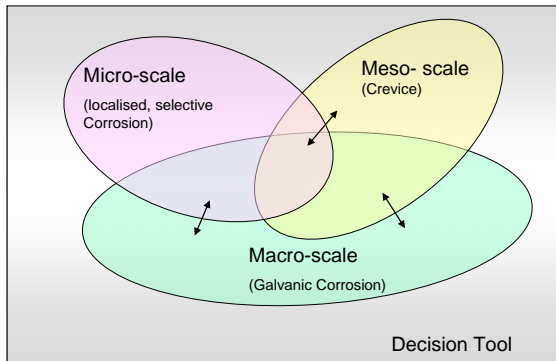 Micro-scale
(localised, selective
Corrosion)
Meso- scale
(Crevice)
Macro-scale
(Galvanic Corrosion)
Decision Tool